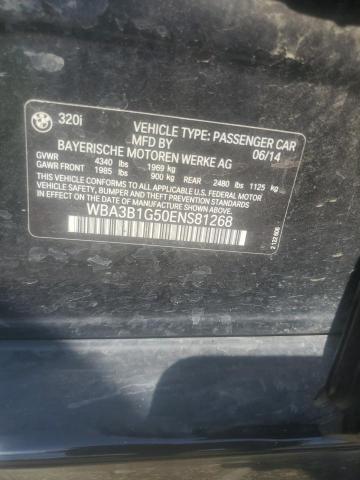 320i
VEHICLE TYPE: PASSENGER CAR
MFD BY 06/14
BAYERISCHE MOTOREN WERKE AG
GVWR 4340 lbs 1969 kg
GAWR FRONT 1985 lbs 900 kg REAR 2480 lbs 1125 kg
THIS VEHICLE CONFORMS TO ALL APPLICABLE U.S. FEDERAL MOTOR
VEHICLE SAFETY, BUMPER AND THEFT PREVENTION STANDARDS
IN EFFECT ON THE DATE OF MANUFACTURE SHOWN ABOVE.
WBA3B1G50ENS81268